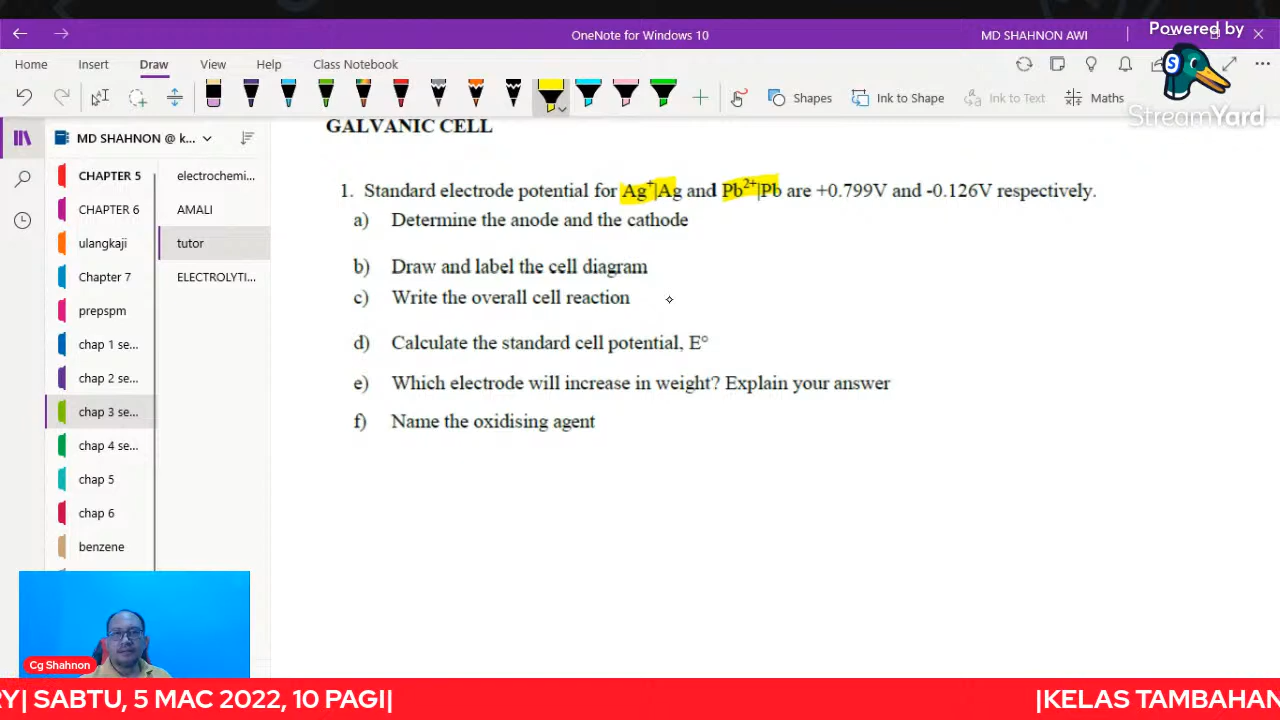 Powered by
OneNote for Windows 10
MD SHAHNON AWI
StreamYard
Home Insert Draw View Help Class Notebook
Shapes Ink to Shape Ink to Text Maths
MD SHAHNON @ k...
CHAPTER 5
CHAPTER 6
ulangkaji
Chapter 7
prepspm
chap 1 se...
chap 2 se...
chap 3 se...
chap 4 se...
chap 5
chap 6
benzene
electrochemi...
AMALI
tutor
ELECTROLYTI...
GALVANIC CELL
1. Standard electrode potential for Ag⁺|Ag and Pb²⁺|Pb are +0.799V and -0.126V respectively.
a) Determine the anode and the cathode
b) Draw and label the cell diagram
c) Write the overall cell reaction
d) Calculate the standard cell potential, E°
e) Which electrode will increase in weight? Explain your answer
f) Name the oxidising agent
Cg Shahnon
RY| SABTU, 5 MAC 2022, 10 PAGI|| |KELAS TAMBAHAN